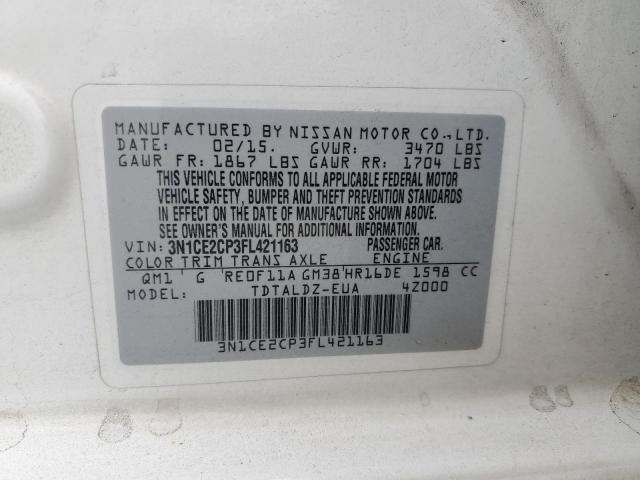 MANUFACTURED BY NISSAN MOTOR CO.,LTD.
DATE: 02/15. GVWR: 3470 LBS
GAWR FR: 1867 LBS GAWR RR: 1704 LBS
THIS VEHICLE CONFORMS TO ALL APPLICABLE FEDERAL MOTOR
VEHICLE SAFETY, BUMPER AND THEFT PREVENTION STANDARDS
IN EFFECT ON THE DATE OF MANUFACTURE SHOWN ABOVE.
SEE OWNER'S MANUAL FOR ADDITIONAL INFORMATION.
VIN: 3N1CE2CP3FL421163 PASSENGER CAR.
COLOR TRIM TRANS AXLE ENGINE
QM1 G RE0F11A GM38 HR16DE 1598 CC
MODEL: TDTALDZ-EUA 4Z000
3N1CE2CP3FL421163